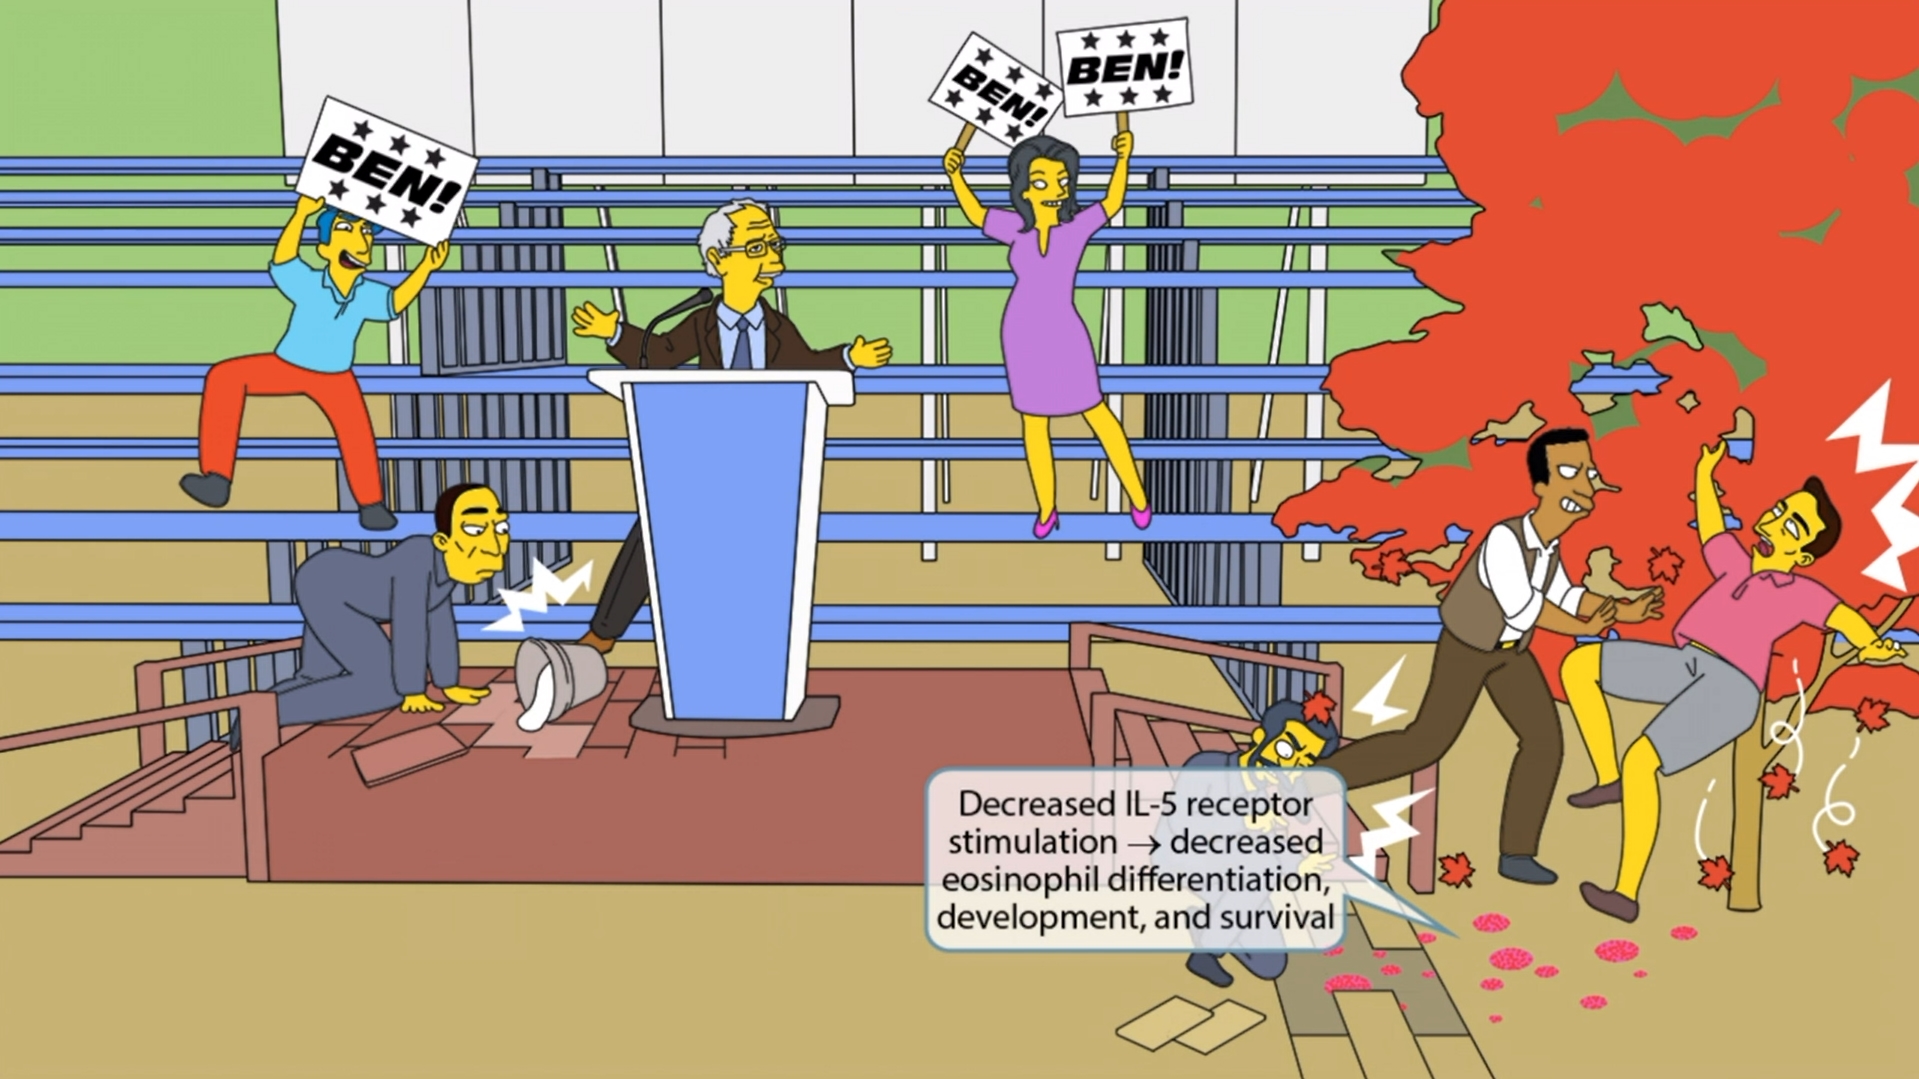 BEN!
BEN!
BEN!
Decreased IL-5 receptor
stimulation → decreased
eosinophil differentiation,
development, and survival